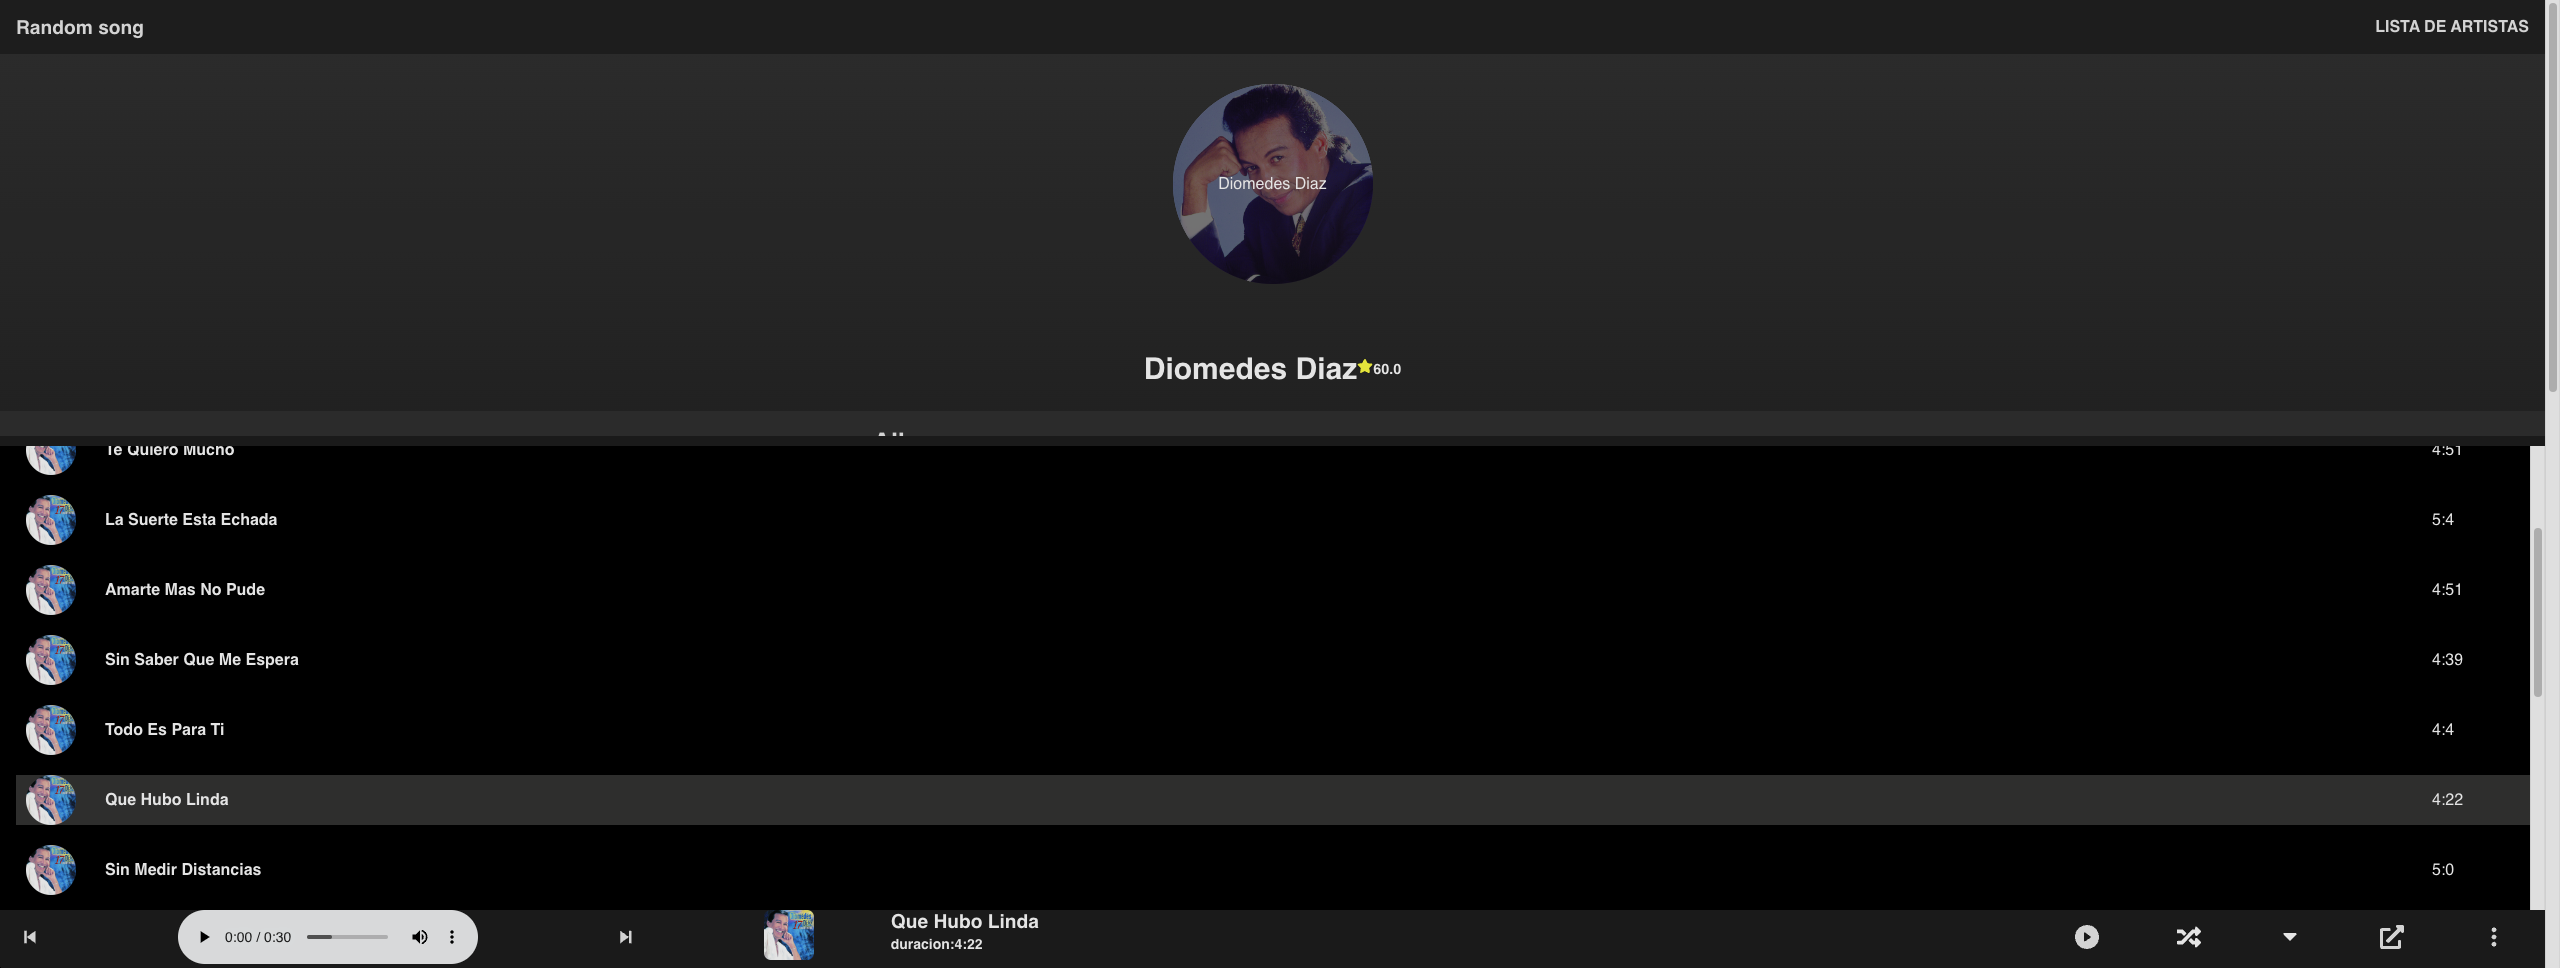 Random song
LISTA DE ARTISTAS
Diomedes Diaz
Diomedes Diaz 60.0
Te Quiero Mucho 4:51
La Suerte Esta Echada 5:4
Amarte Mas No Pude 4:51
Sin Saber Que Me Espera 4:39
Todo Es Para Ti 4:4
Que Hubo Linda 4:22
Sin Medir Distancias 5:0
0:00 / 0:30
Que Hubo Linda
duracion:4:22